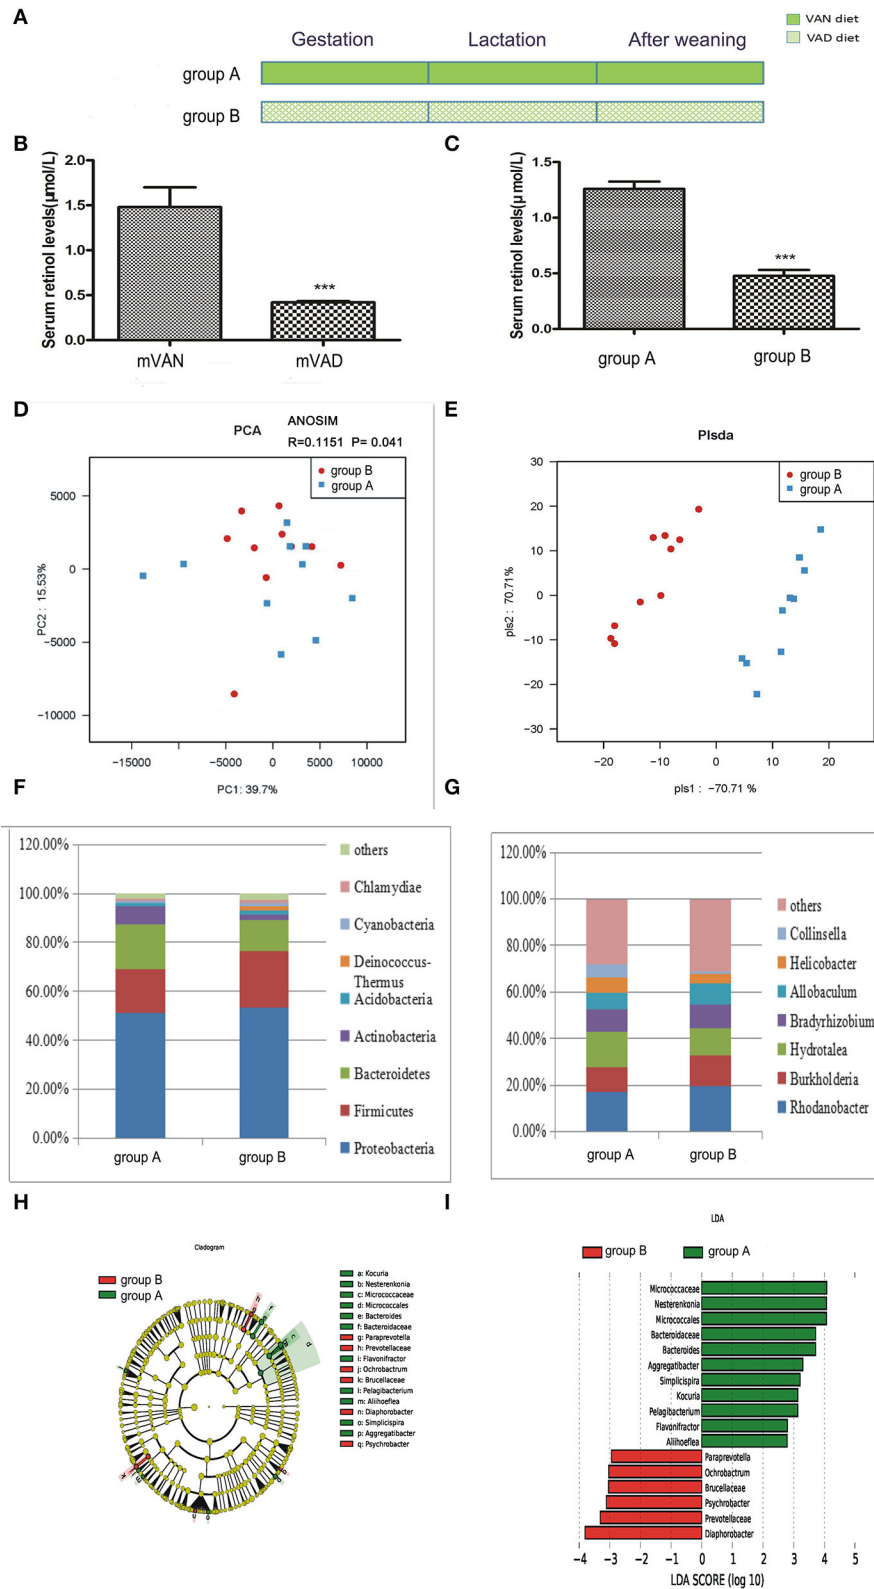 A
VAN diet
VAD diet
Gestation Lactation After weaning
group A
group B
B
Serum retinol levels(μmol/L)
2.0
1.5
1.0
0.5
0.0
***
mVAN mVAD
C
Serum retinol levels(μmol/L)
1.5
1.0
0.5
0.0
***
group A group B
D
PCA
ANOSIM
R=0.1151 P= 0.041
group B
group A
PC2 : 15.53%
5000
0
−5000
−10000
−15000 −5000 0 5000 10000
PC1: 39.7%
E
Plsda
group B
group A
pls2 : 70.71%
30
20
10
0
−10
−20
−30
−20 −10 0 10 20
pls1 : −70.71 %
F
120.00%
100.00%
80.00%
60.00%
40.00%
20.00%
0.00%
group A group B
others
Chlamydiae
Cyanobacteria
Deinococcus-
Thermus
Acidobacteria
Actinobacteria
Bacteroidetes
Firmicutes
Proteobacteria
G
120.00%
100.00%
80.00%
60.00%
40.00%
20.00%
0.00%
group A group B
others
Collinsella
Helicobacter
Allobaculum
Bradyrhizobium
Hydrotalea
Burkholderia
Rhodanobacter
H
Cladogram
group B
group A
a: Kocuria
b: Nesterenkonia
c: Micrococcaceae
d: Micrococcales
e: Bacteroides
f: Bacteroidaceae
g: Paraprevotella
h: Prevotellaceae
i: Flavonifractor
j: Ochrobactrum
k: Brucellaceae
l: Pelagibacterium
m: Aliihoeflea
n: Diaphorobacter
o: Simplicispira
p: Aggregatibacter
q: Psychrobacter
I
LDA
group B group A
Micrococcaceae
Nesterenkonia
Micrococcales
Bacteroidaceae
Bacteroides
Aggregatibacter
Simplicispira
Kocuria
Pelagibacterium
Flavonifractor
Aliihoeflea
Paraprevotella
Ochrobactrum
Brucellaceae
Psychrobacter
Prevotellaceae
Diaphorobacter
−4 −3 −2 −1 0 1 2 3 4 5
LDA SCORE (log 10)